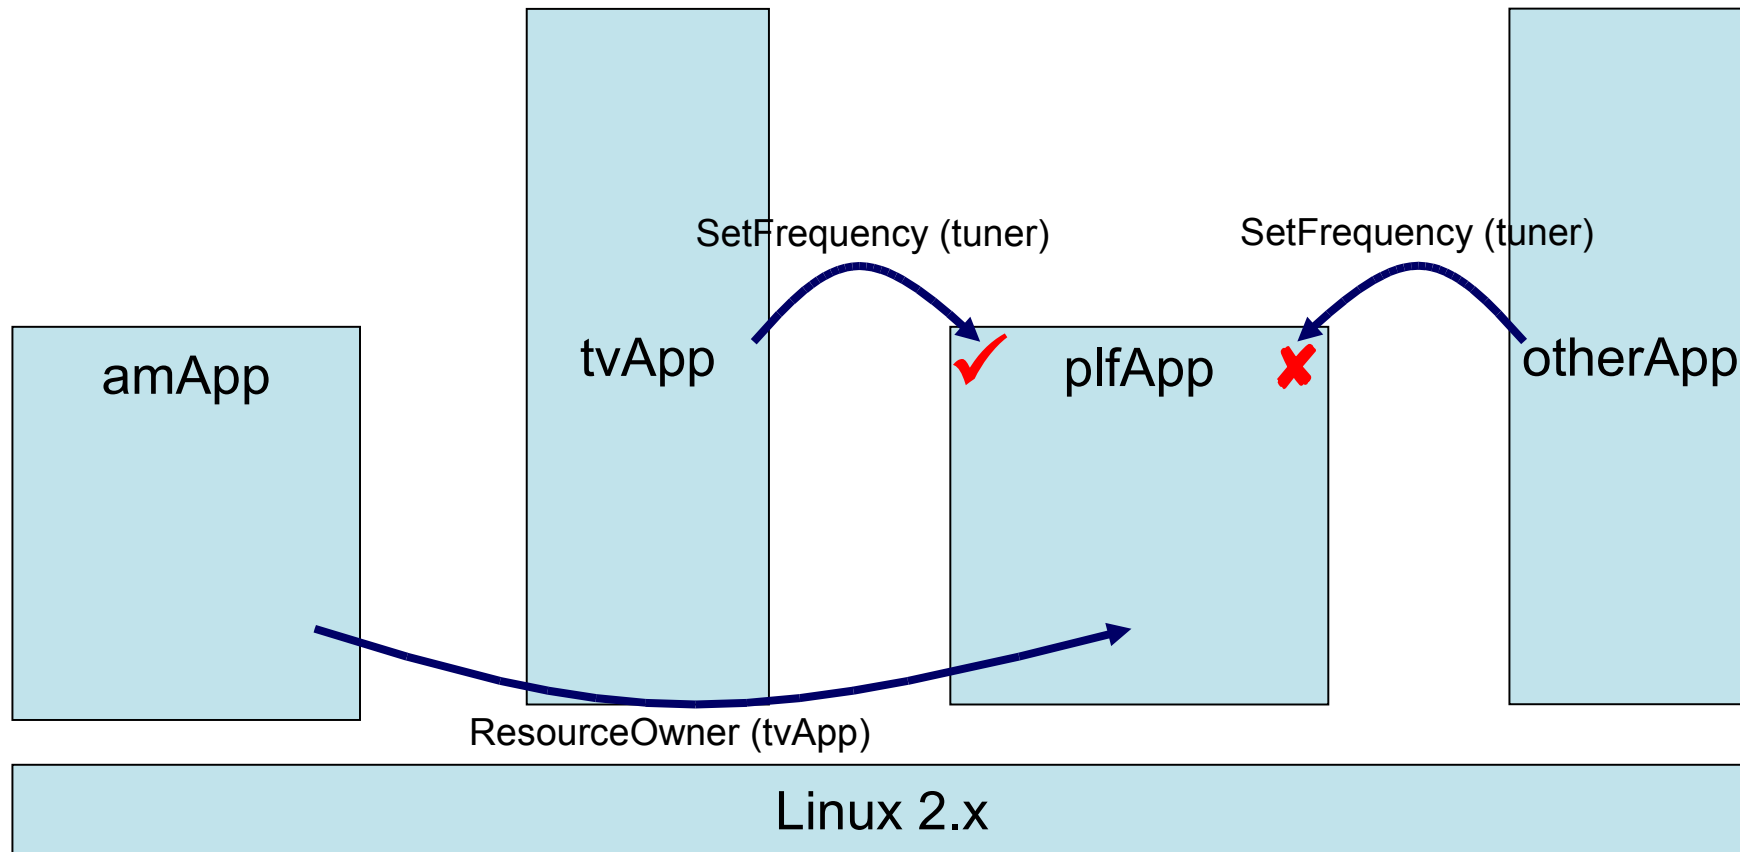 SetFrequency (tuner)
SetFrequency (tuner)
amApp
tvApp
plfApp
otherApp
ResourceOwner (tvApp)
Linux 2.x